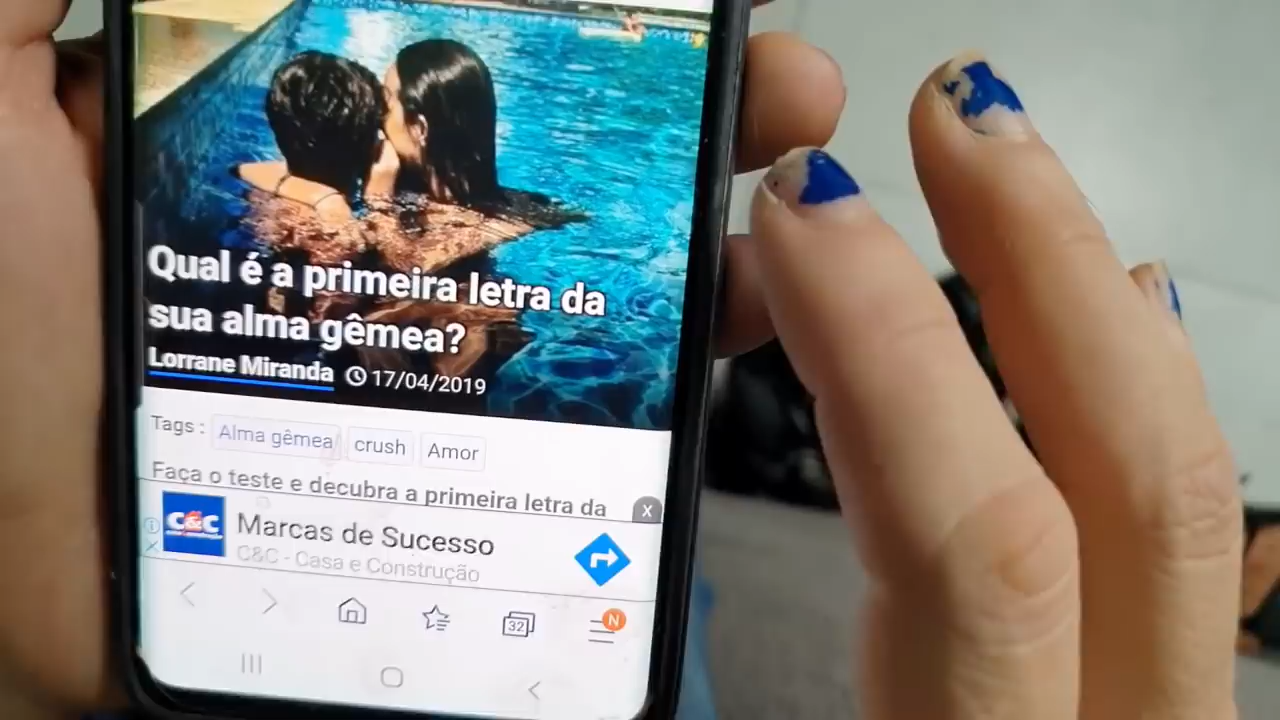 Qual é a primeira letra da
sua alma gêmea?
Lorrane Miranda 17/04/2019
Tags : Alma gêmea crush Amor
Faça o teste e decubra a primeira letra da
X
C&C
Marcas de Sucesso
C&C - Casa e Construção
32
N